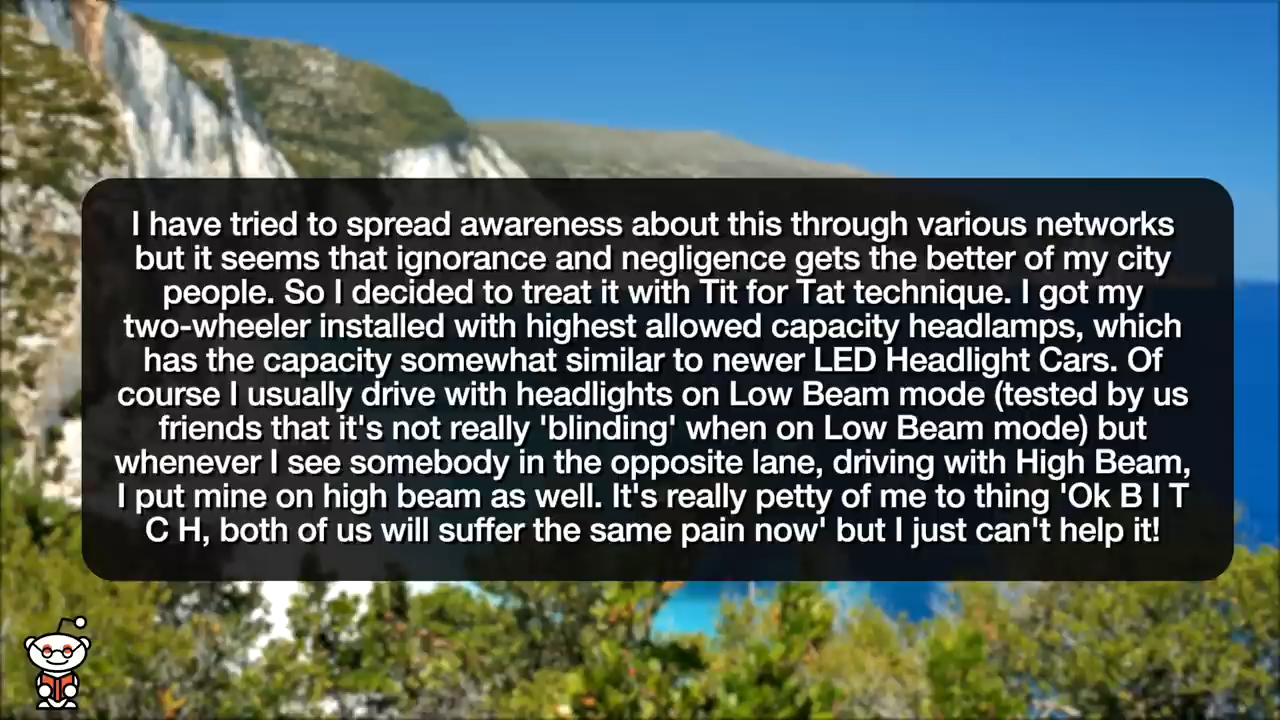 I have tried to spread awareness about this through various networks
but it seems that ignorance and negligence gets the better of my city
people. So I decided to treat it with Tit for Tat technique. I got my
two-wheeler installed with highest allowed capacity headlamps, which
has the capacity somewhat similar to newer LED Headlight Cars. Of
course I usually drive with headlights on Low Beam mode (tested by us
friends that it's not really 'blinding' when on Low Beam mode) but
whenever I see somebody in the opposite lane, driving with High Beam,
I put mine on high beam as well. It's really petty of me to thing 'Ok B I T
C H, both of us will suffer the same pain now' but I just can't help it!